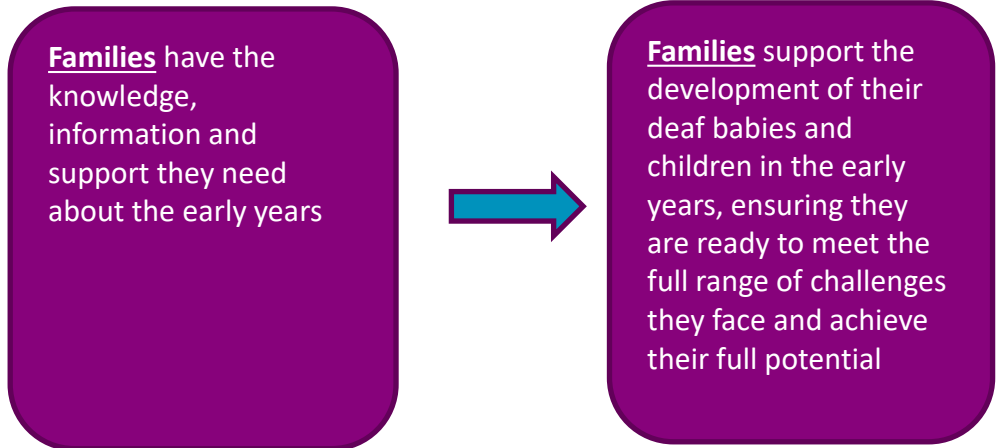 Families have the
knowledge,
information and
support they need
about the early years
Families support the
development of their
deaf babies and
children in the early
years, ensuring they
are ready to meet the
full range of challenges
they face and achieve
their full potential